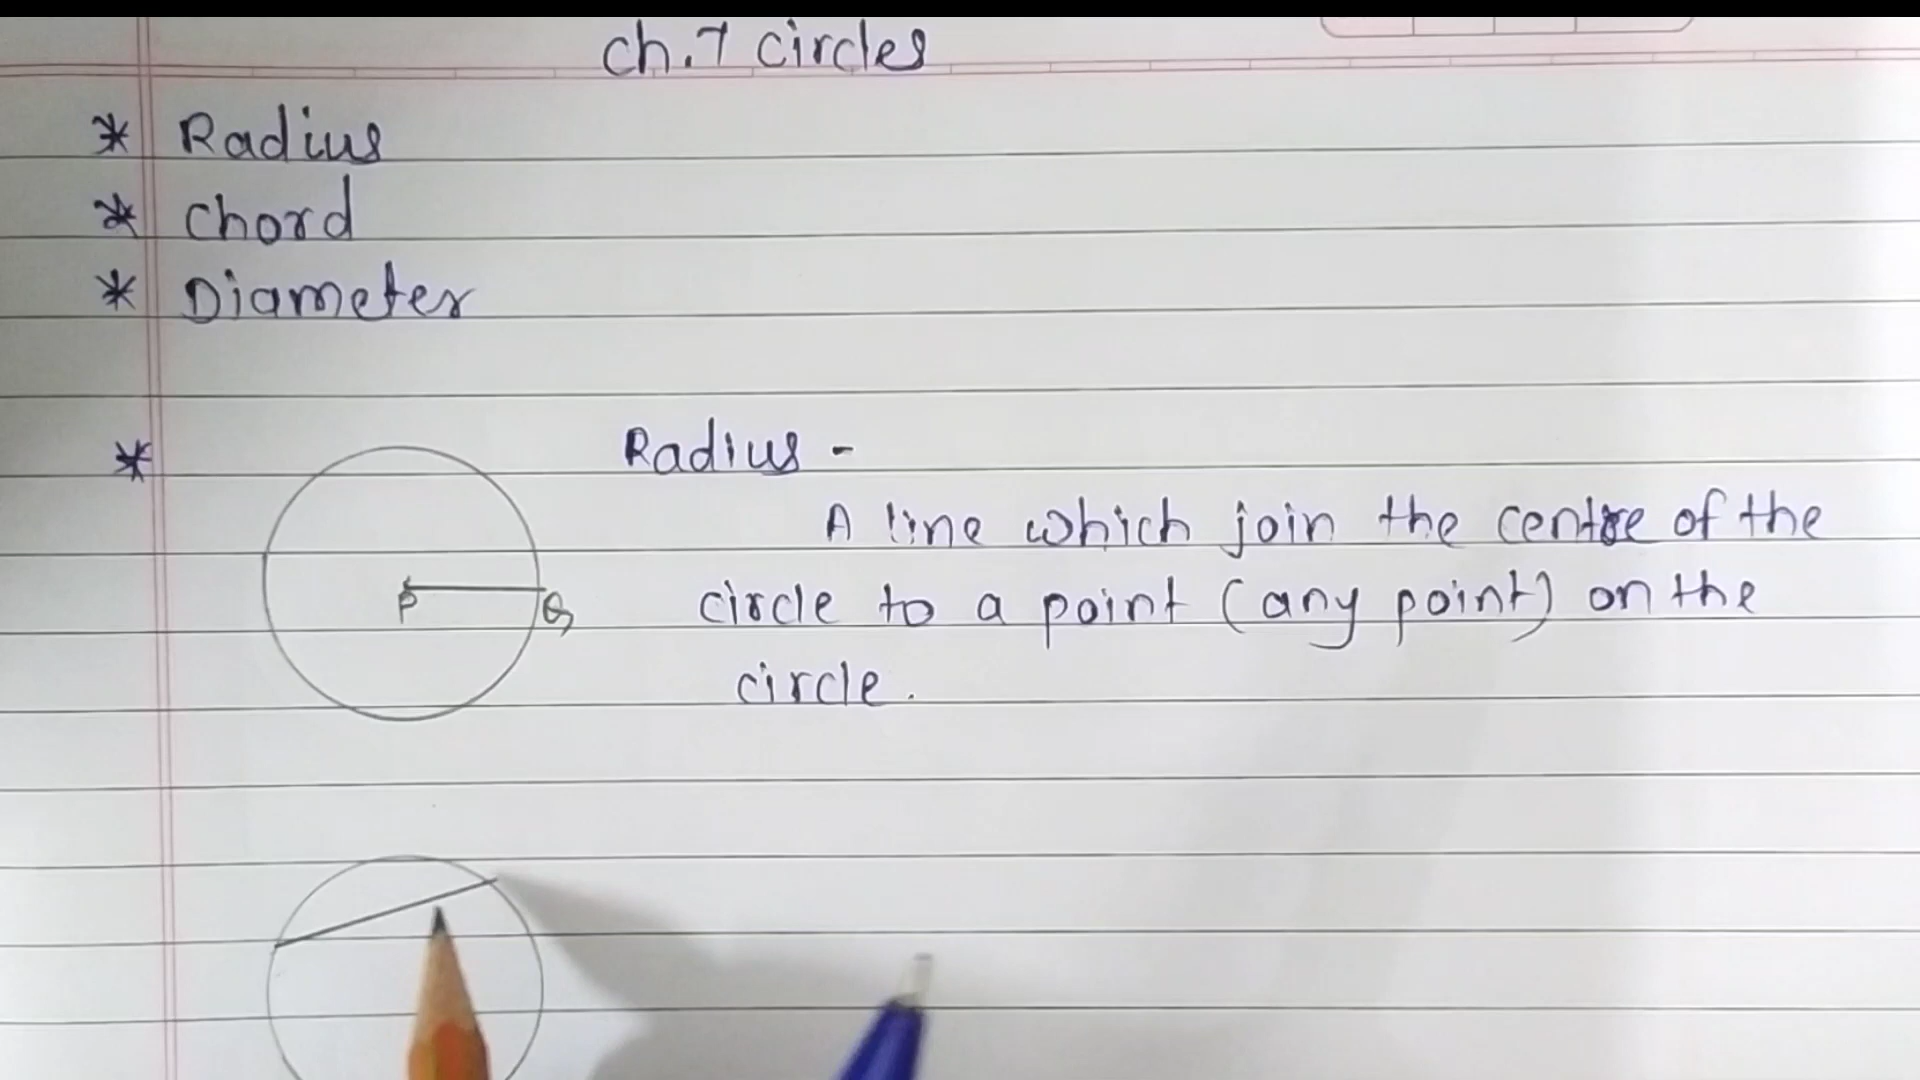 Ch.7 circles
* Radius
* Chord
* Diameter
* Radius -
A line which join the centre of the
circle to a point (any point) on the
circle.
P Q